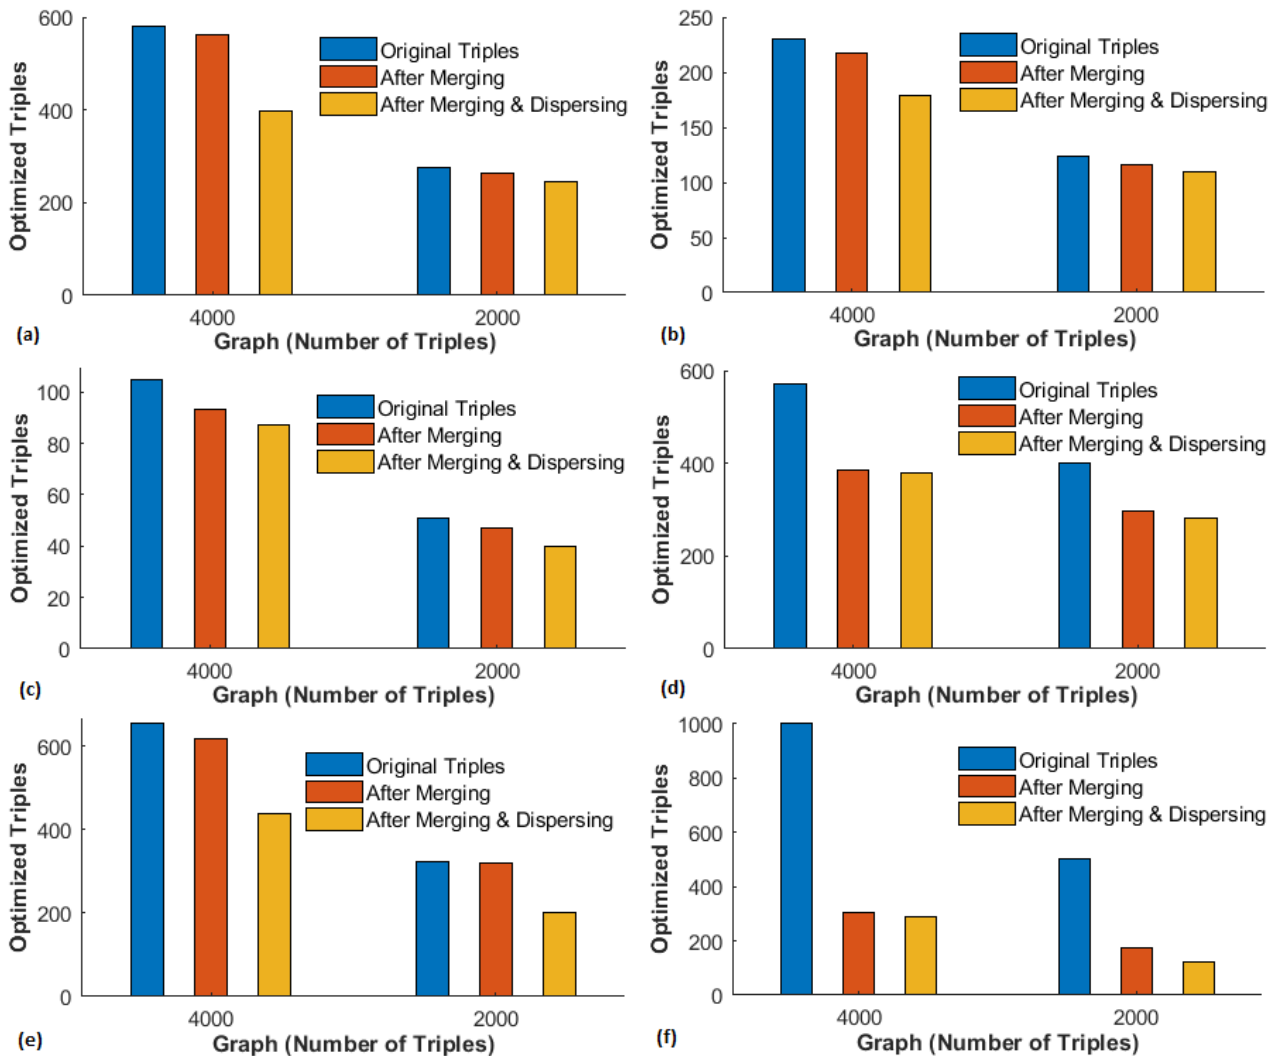 600
400
200
0
Optimized Triples
Original Triples
After Merging
After Merging & Dispersing
4000
2000
(a)
Graph (Number of Triples)
250
200
150
100
50
0
Optimized Triples
Original Triples
After Merging
After Merging & Dispersing
4000
2000
(b)
Graph (Number of Triples)
100
80
60
40
20
0
Optimized Triples
Original Triples
After Merging
After Merging & Dispersing
4000
2000
(c)
Graph (Number of Triples)
600
400
200
0
Optimized Triples
Original Triples
After Merging
After Merging & Dispersing
4000
2000
(d)
Graph (Number of Triples)
600
400
200
0
Optimized Triples
Original Triples
After Merging
After Merging & Dispersing
4000
2000
(e)
Graph (Number of Triples)
1000
800
600
400
200
0
Optimized Triples
Original Triples
After Merging
After Merging & Dispersing
4000
2000
(f)
Graph (Number of Triples)